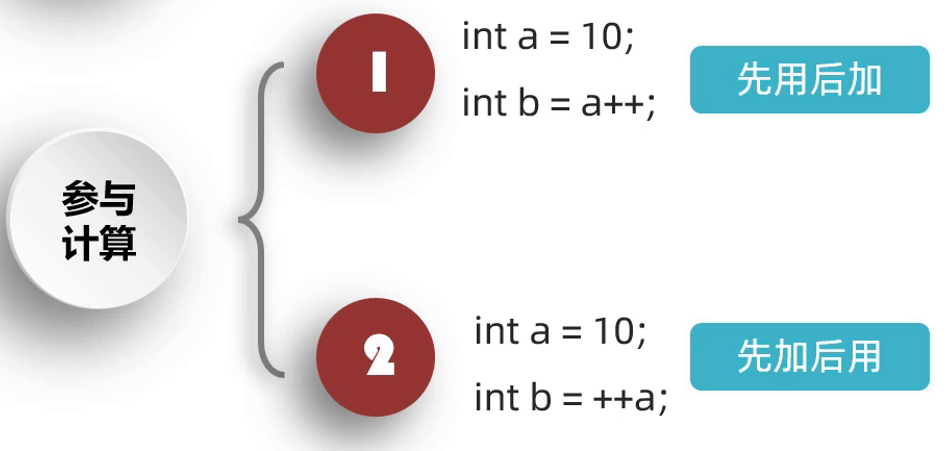 参与
计算
1
int a = 10;
int b = a++;
先用后加
2
int a = 10;
int b = ++a;
先加后用